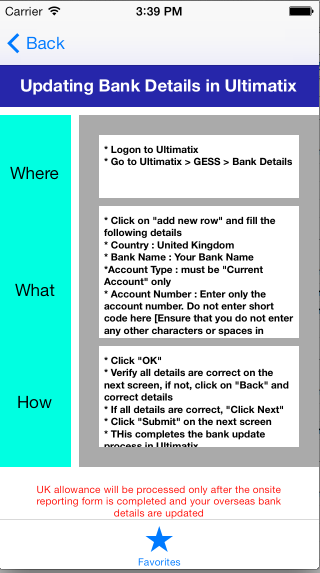 Carrier 3:39 PM
Back
Updating Bank Details in Ultimatix
Where
* Logon to Ultimatix
* Go to Ultimatix > GESS > Bank Details
What
* Click on "add new row" and fill the
following details
* Country : United Kingdom
* Bank Name : Your Bank Name
*Account Type : must be "Current
Account" only
* Account Number : Enter only the
account number. Do not enter short
code here [Ensure that you do not enter
any other characters or spaces in
How
* Click "OK"
* Verify all details are correct on
the next screen, if not, click on "Back" and
correct details
* If all details are correct, "Click Next"
* Click "Submit" on the next screen
* THis completes the bank update
process in Ultimatix
UK allowance will be processed only after the onsite
reporting form is completed and your overseas bank
details are updated
Favorites